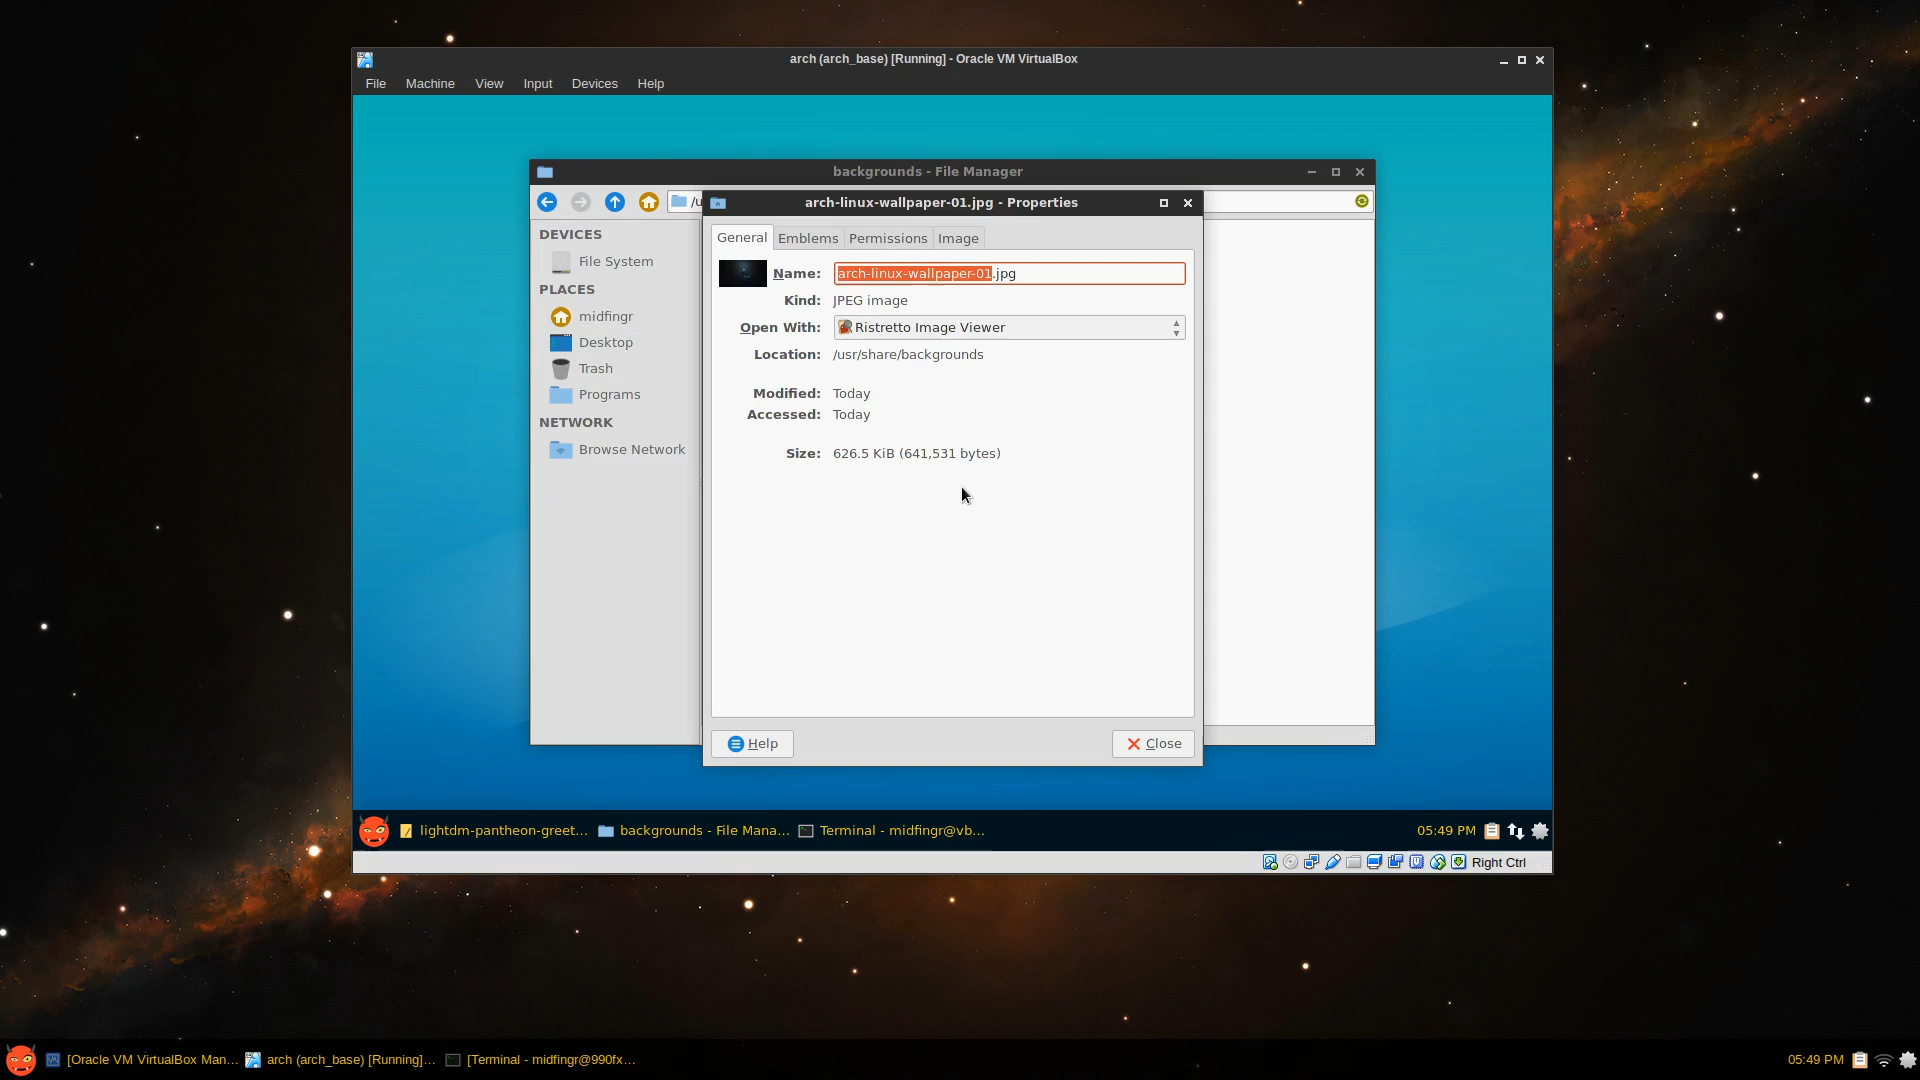 arch (arch_base) [Running] - Oracle VM VirtualBox
File Machine View Input Devices Help
backgrounds - File Manager
/u
arch-linux-wallpaper-01.jpg - Properties
DEVICES
File System
PLACES
midfingr
Desktop
Trash
Programs
NETWORK
Browse Network
General Emblems Permissions Image
Name: arch-linux-wallpaper-01.jpg
Kind: JPEG image
Open With: Ristretto Image Viewer
Location: /usr/share/backgrounds
Modified: Today
Accessed: Today
Size: 626.5 KiB (641,531 bytes)
Help Close
lightdm-pantheon-greet... backgrounds - File Mana... Terminal - midfingr@vb... 05:49 PM
Right Ctrl
[Oracle VM VirtualBox Man... arch (arch_base) [Running]... [Terminal - midfingr@990fx... 05:49 PM